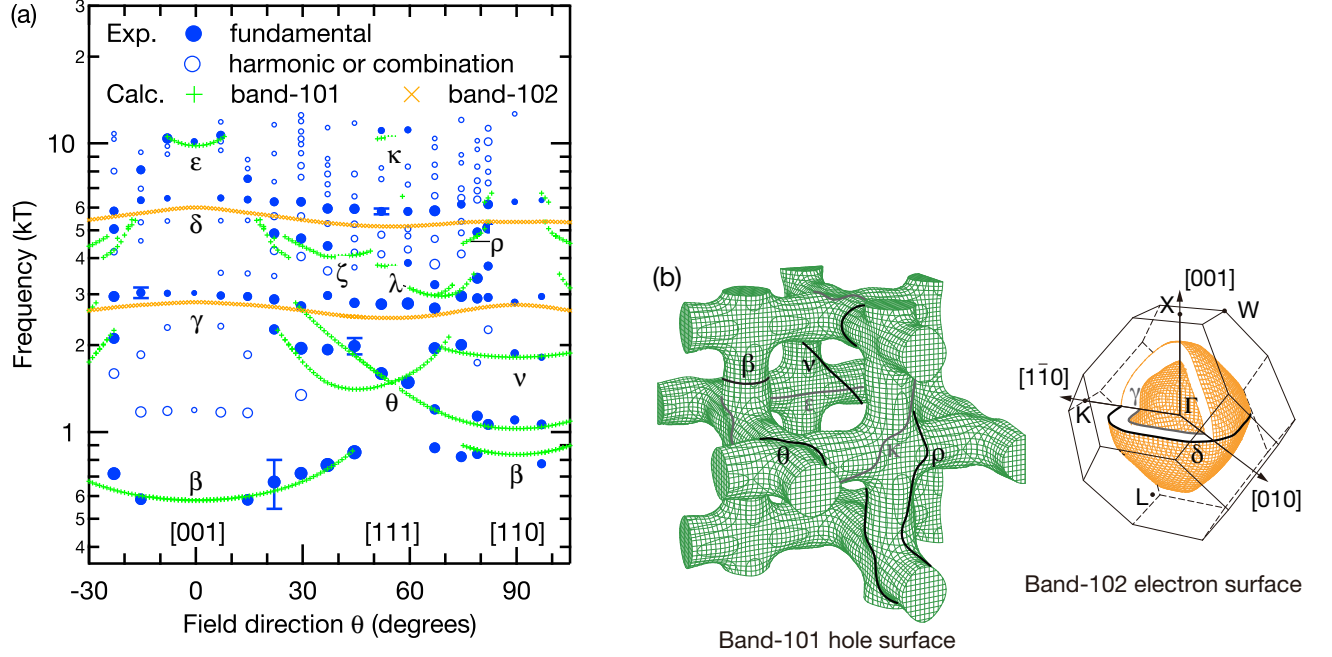 (a)
3
2
10
6
5
4
3
2
1
6
5
4
Frequency (kT)
Exp.
fundamental
harmonic or combination
Calc.
band-101
band-102
ε
κ
δ
ρ
ζ
λ
γ
ν
θ
β
β
[001]
[111]
[110]
-30
0
30
60
90
Field direction θ (degrees)
(b)
β
ν
ε
θ
κ
ρ
Band-101 hole surface
[001]
X
W
[11̄0]
K
γ
Γ
δ
L
[010]
Band-102 electron surface